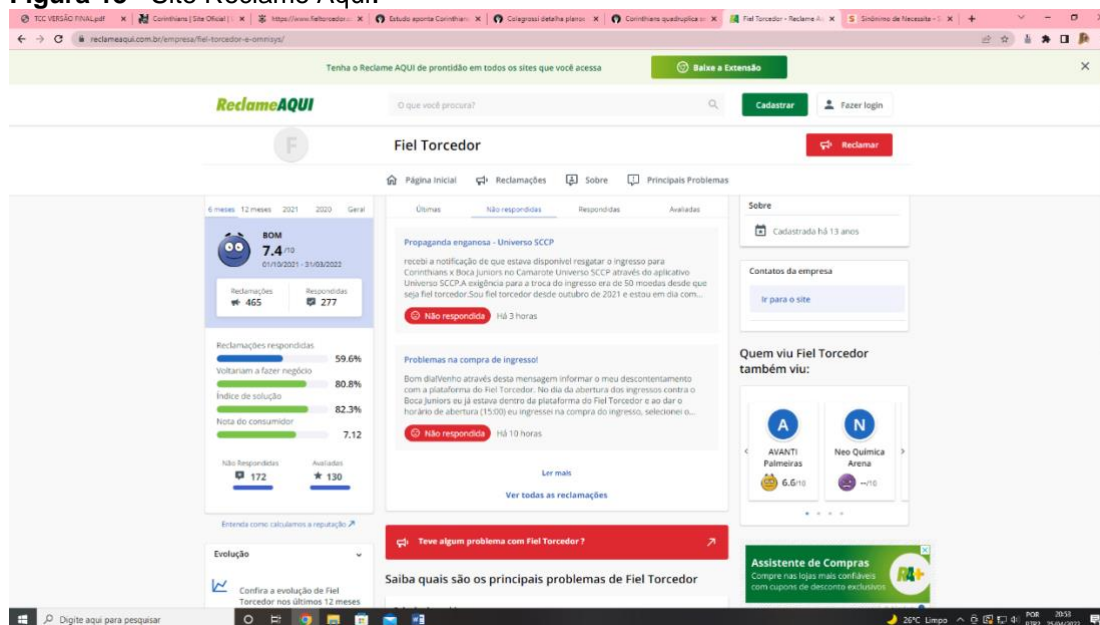 TCC VERSÃO FINAL.pdf
Corinthians | Site Oficial |
Estudo aponta Corinthian
Colagrossi detalha planos
Corinthians quadruplica
Fiel Torcedor - Reclame
Sinônimo de Necessita -
reclameaqui.com.br/empresa/fiel-torcedor-e-omnisys/
Tenha o Reclame AQUI de prontidão em todos os sites que você acessa
Baixe a Extensão
ReclameAQUI
O que você procura?
Cadastrar
Fazer login
F
Fiel Torcedor
Reclamar
Página Inicial
Reclamações
Sobre
Principais Problemas
6 meses 12 meses 2021 2020 Geral
BOM
7.4/10
01/10/2021 - 31/03/2022
Reclamações
465
Respondidas
277
Reclamações respondidas
59.6%
Voltariam a fazer negócio
80.8%
Índice de solução
82.3%
Nota do consumidor
7.12
Não Respondidas
172
Avaliadas
130
Entenda como calculamos a reputação
Evolução
Confira a evolução de Fiel
Torcedor nos últimos 12 meses
Últimas Não respondidas Respondidas Avaliadas
Propaganda enganosa - Universo SCCP
recebi a notificação de que estava disponível resgatar o ingresso para
Corinthians x Boca Juniors no Camarote Universo SCCP através do aplicativo
Universo SCCP.A exigência para a troca do ingresso era de 50 moedas desde que
seja fiel torcedor.Sou fiel torcedor desde outubro de 2021 e estou em dia com...
Não respondida
Há 3 horas
Problemas na compra de ingresso!
Bom dia!Venho através desta mensagem informar o meu descontentamento
com a plataforma do Fiel Torcedor. No dia da abertura dos ingressos contra o
Boca Juniors eu já estava dentro da plataforma do Fiel Torcedor e ao dar o
horário de abertura (15:00) eu ingressei na compra do ingresso, selecionei o...
Não respondida
Há 10 horas
Ler mais
Ver todas as reclamações
Teve algum problema com Fiel Torcedor ?
Saiba quais são os principais problemas de Fiel Torcedor
Sobre
Cadastrada há 13 anos
Contatos da empresa
Ir para o site
Quem viu Fiel Torcedor
também viu:
A
AVANTI
Palmeiras
6.6/10
N
Neo Química
Arena
--/10
Assistente de Compras
Compre nas lojas mais confiáveis
com cupons de desconto exclusivos
RA+
Digite aqui para pesquisar
26°C Limpo
POR
20:53